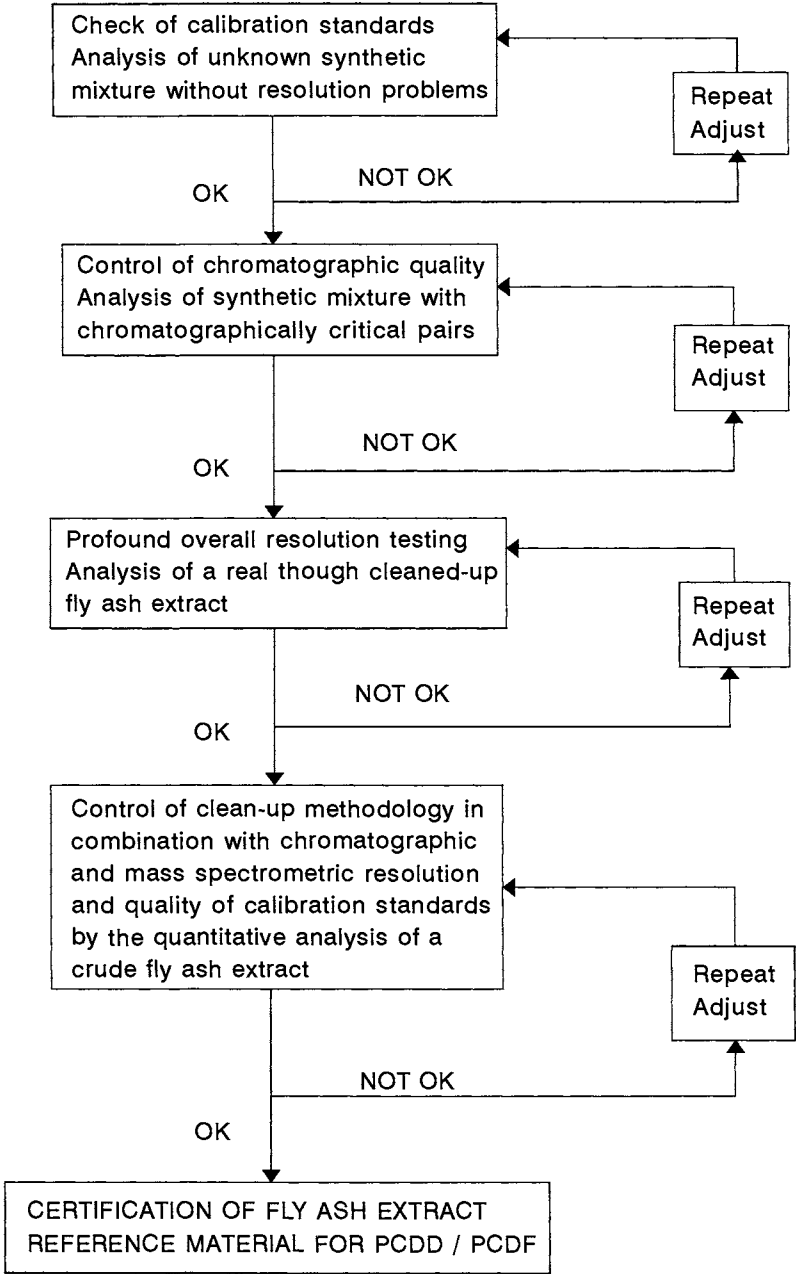 Check of calibration standards
Analysis of unknown synthetic
mixture without resolution problems
Repeat
Adjust
NOT OK
OK
Control of chromatographic quality
Analysis of synthetic mixture with
chromatographically critical pairs
Repeat
Adjust
NOT OK
OK
Profound overall resolution testing
Analysis of a real though cleaned-up
fly ash extract
Repeat
Adjust
NOT OK
OK
Control of clean-up methodology in
combination with chromatographic
and mass spectrometric resolution
and quality of calibration standards
by the quantitative analysis of a
crude fly ash extract
Repeat
Adjust
NOT OK
OK
CERTIFICATION OF FLY ASH EXTRACT
REFERENCE MATERIAL FOR PCDD / PCDF